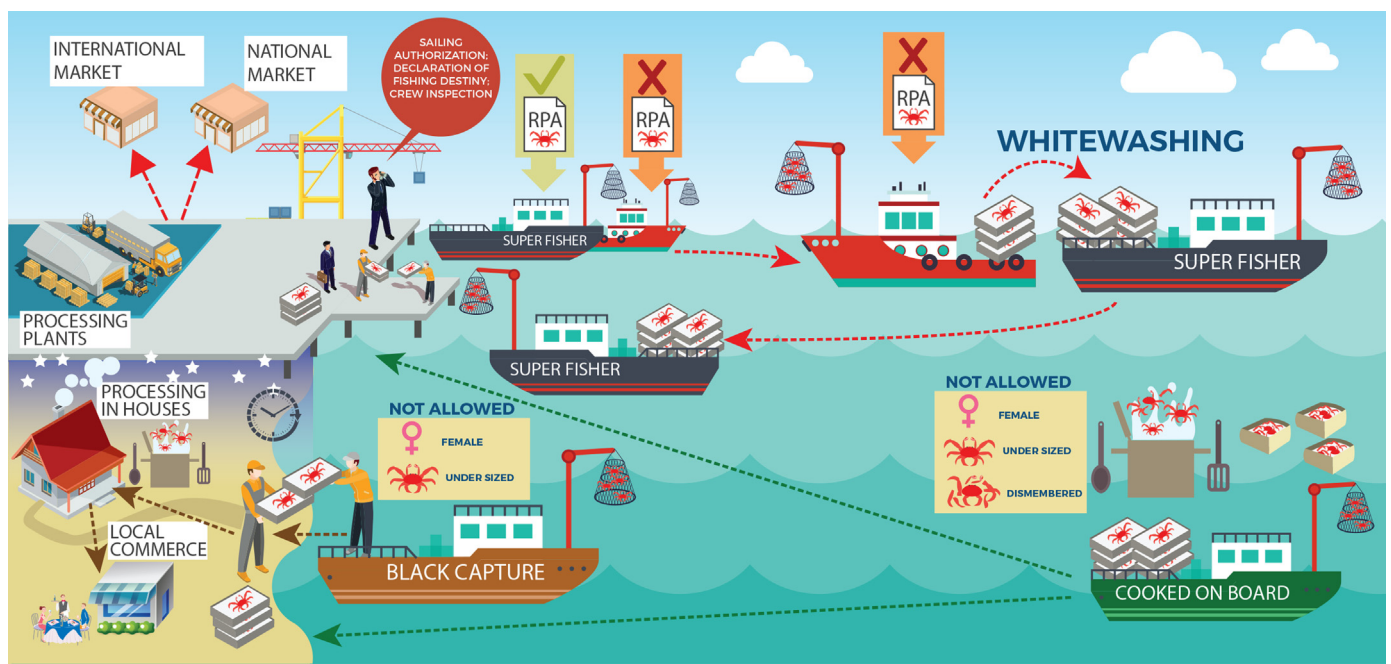 INTERNATIONAL
MARKET
NATIONAL
MARKET
SAILING
AUTHORIZATION;
DECLARATION OF
FISHING DESTINY;
CREW INSPECTION
RPA
RPA
RPA
WHITEWASHING
SUPER FISHER
SUPER FISHER
PROCESSING
PLANTS
SUPER FISHER
PROCESSING
IN HOUSES
NOT ALLOWED
FEMALE
UNDER SIZED
NOT ALLOWED
FEMALE
UNDER SIZED
DISMEMBERED
LOCAL
COMMERCE
BLACK CAPTURE
COOKED ON BOARD